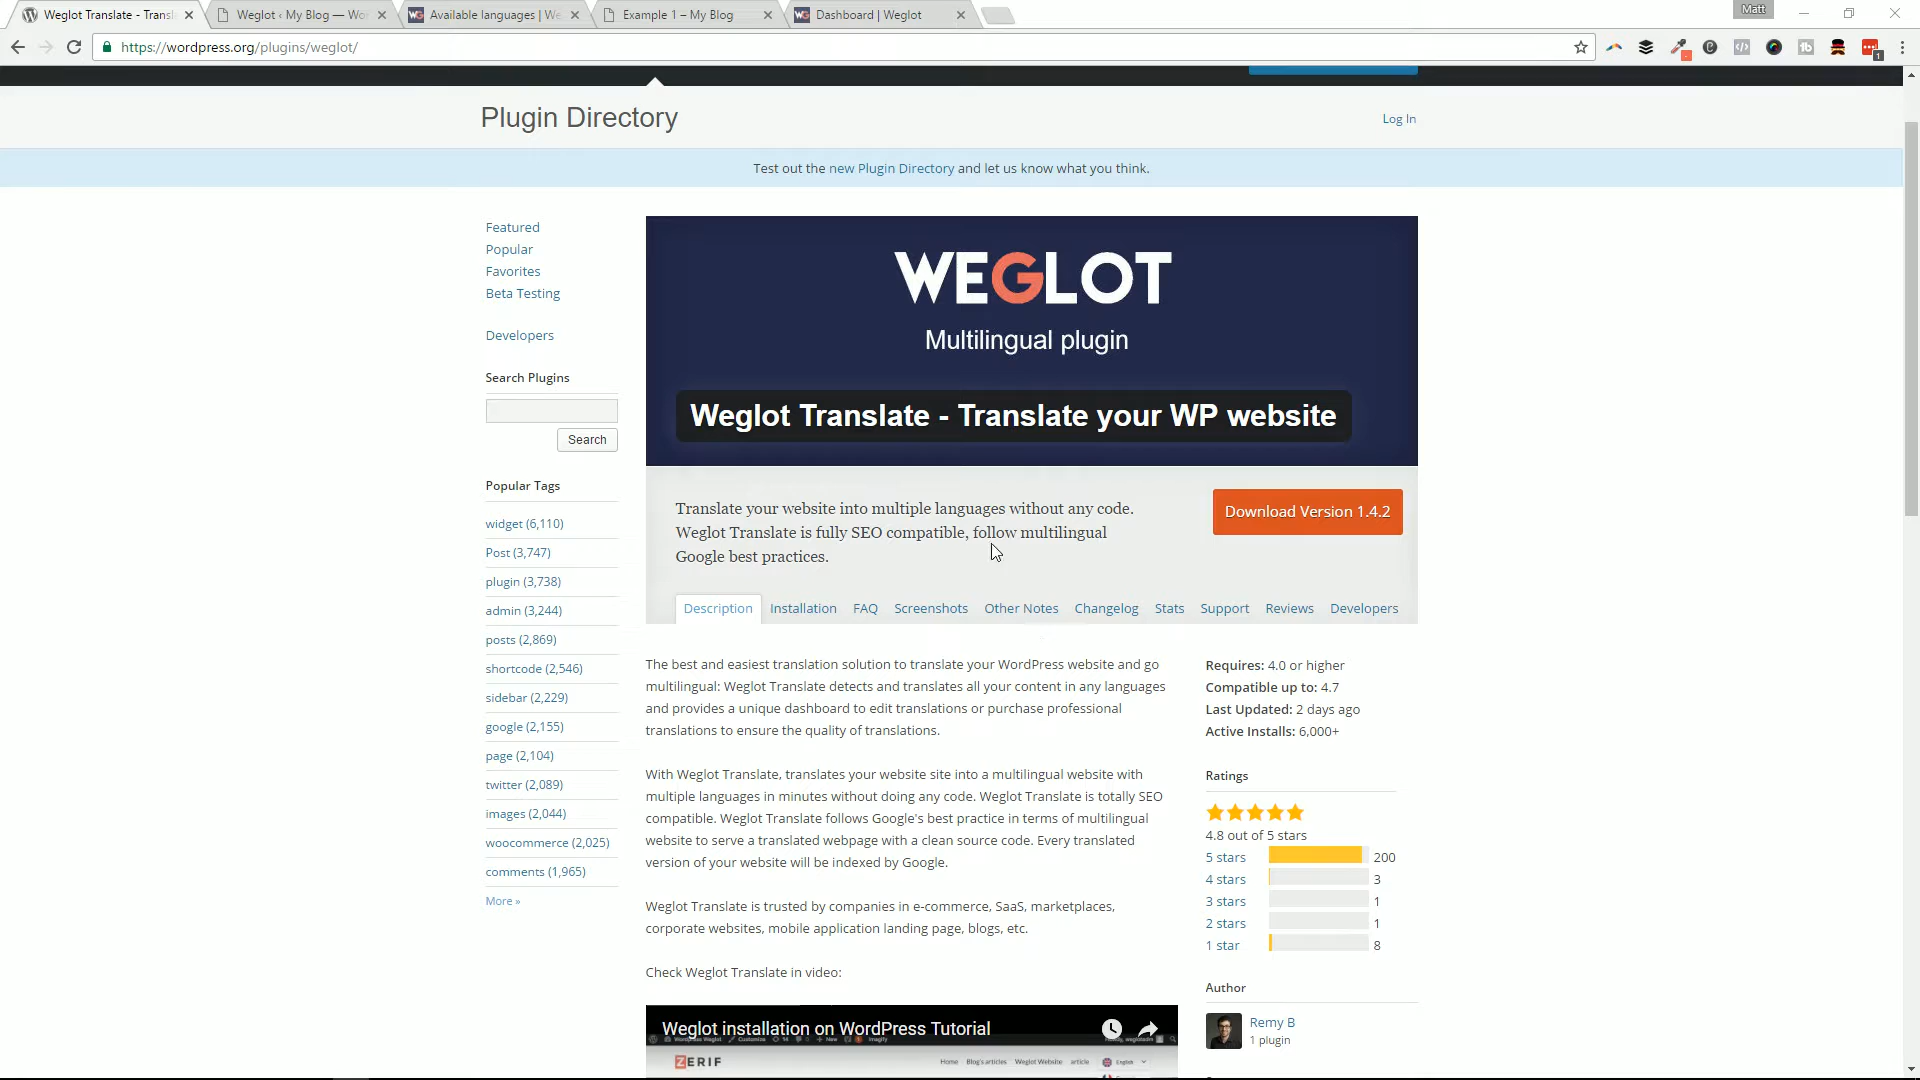 Weglot Translate - Transl
Weglot ‹ My Blog — Wo
Available languages | We
Example 1 – My Blog
Dashboard | Weglot
Matt
https://wordpress.org/plugins/weglot/
Plugin Directory
Log In
Test out the new Plugin Directory and let us know what you think.
Featured
Popular
Favorites
Beta Testing
Developers
Search Plugins
Search
Popular Tags
widget (6,110)
Post (3,747)
plugin (3,738)
admin (3,244)
posts (2,869)
shortcode (2,546)
sidebar (2,229)
google (2,155)
page (2,104)
twitter (2,089)
images (2,044)
woocommerce (2,025)
comments (1,965)
More »
WEGLOT
Multilingual plugin
Weglot Translate - Translate your WP website
Translate your website into multiple languages without any code.
Weglot Translate is fully SEO compatible, follow multilingual
Google best practices.
Download Version 1.4.2
Description Installation FAQ Screenshots Other Notes Changelog Stats Support Reviews Developers
The best and easiest translation solution to translate your WordPress website and go
multilingual: Weglot Translate detects and translates all your content in any languages
and provides a unique dashboard to edit translations or purchase professional
translations to ensure the quality of translations.
With Weglot Translate, translates your website site into a multilingual website with
multiple languages in minutes without doing any code. Weglot Translate is totally SEO
compatible. Weglot Translate follows Google's best practice in terms of multilingual
website to serve a translated webpage with a clean source code. Every translated
version of your website will be indexed by Google.
Weglot Translate is trusted by companies in e-commerce, SaaS, marketplaces,
corporate websites, mobile application landing page, blogs, etc.
Check Weglot Translate in video:
Weglot installation on WordPress Tutorial
ZERIF
Home Blog's articles Weglot Website article English
Requires: 4.0 or higher
Compatible up to: 4.7
Last Updated: 2 days ago
Active Installs: 6,000+
Ratings
4.8 out of 5 stars
5 stars 200
4 stars 3
3 stars 1
2 stars 1
1 star 8
Author
Remy B
1 plugin